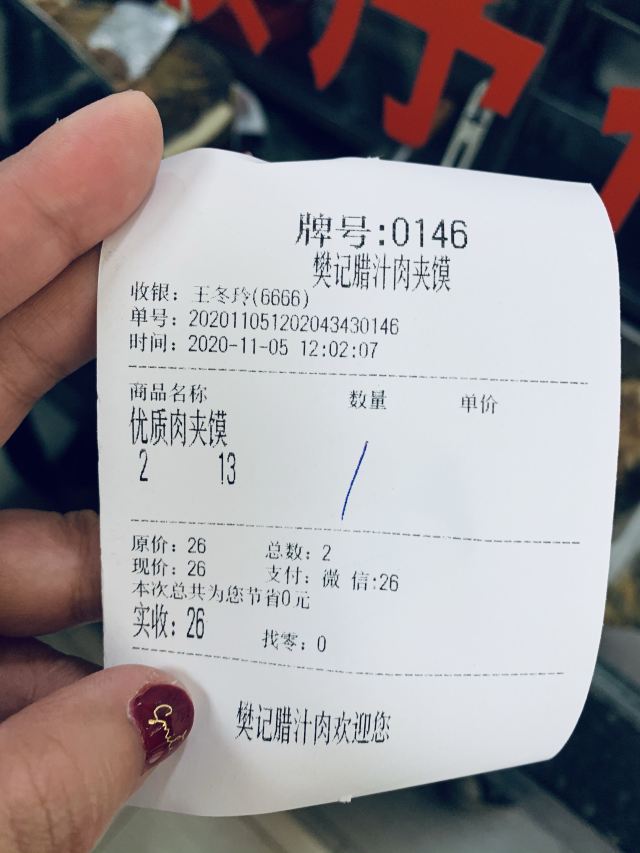 牌号:0146
樊记腊汁肉夹馍
收银: 王冬玲(6666)
单号: 202011051202043430146
时间: 2020-11-05 12:02:07
商品名称 数量 单价
优质肉夹馍
2 13
原价: 26 总数: 2
现价: 26 支付: 微 信:26
本次总共为您节省0元
实收: 26 找零: 0
樊记腊汁肉欢迎您